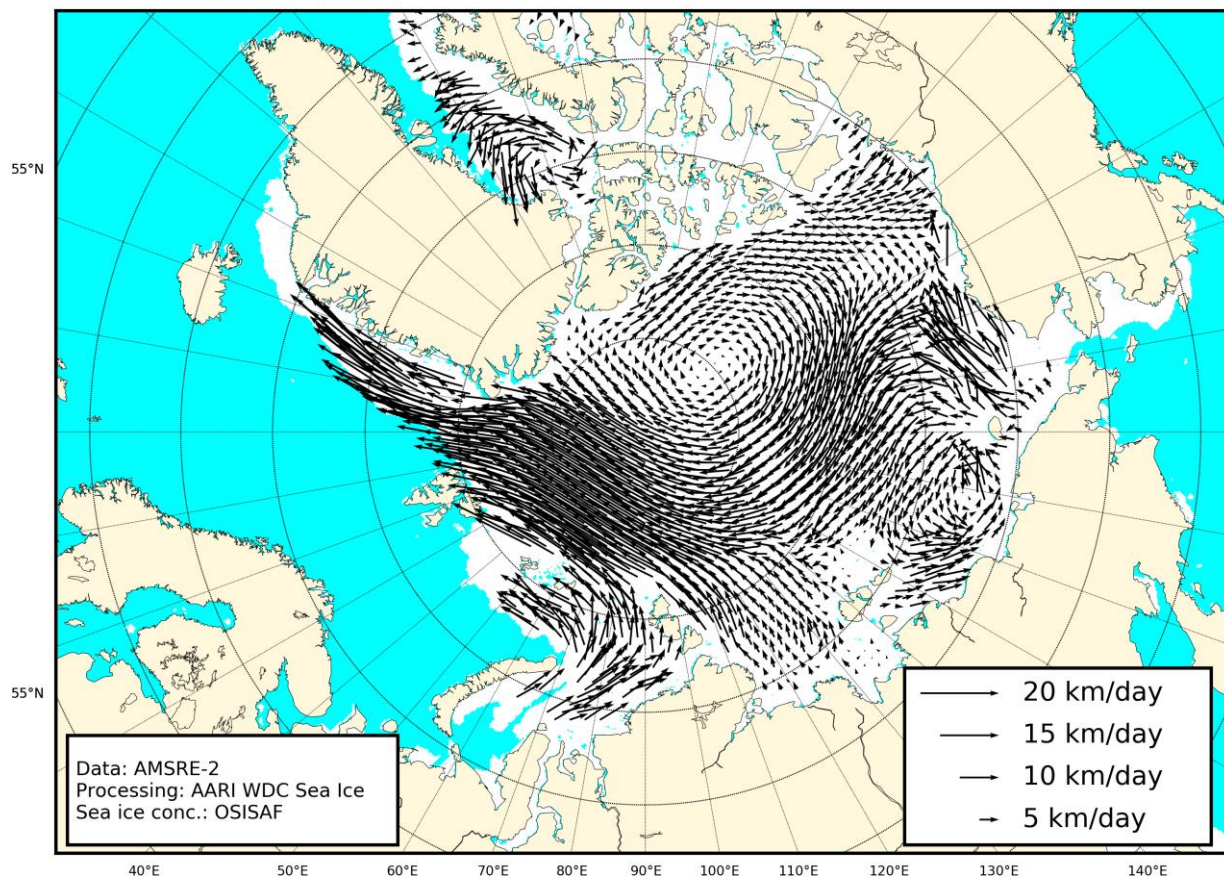 55°N
55°N
Data: AMSRE-2
Processing: AARI WDC Sea Ice
Sea ice conc.: OSISAF
20 km/day
15 km/day
10 km/day
5 km/day
40°E 50°E 60°E 70°E 80°E 90°E 100°E 110°E 120°E 130°E 140°E